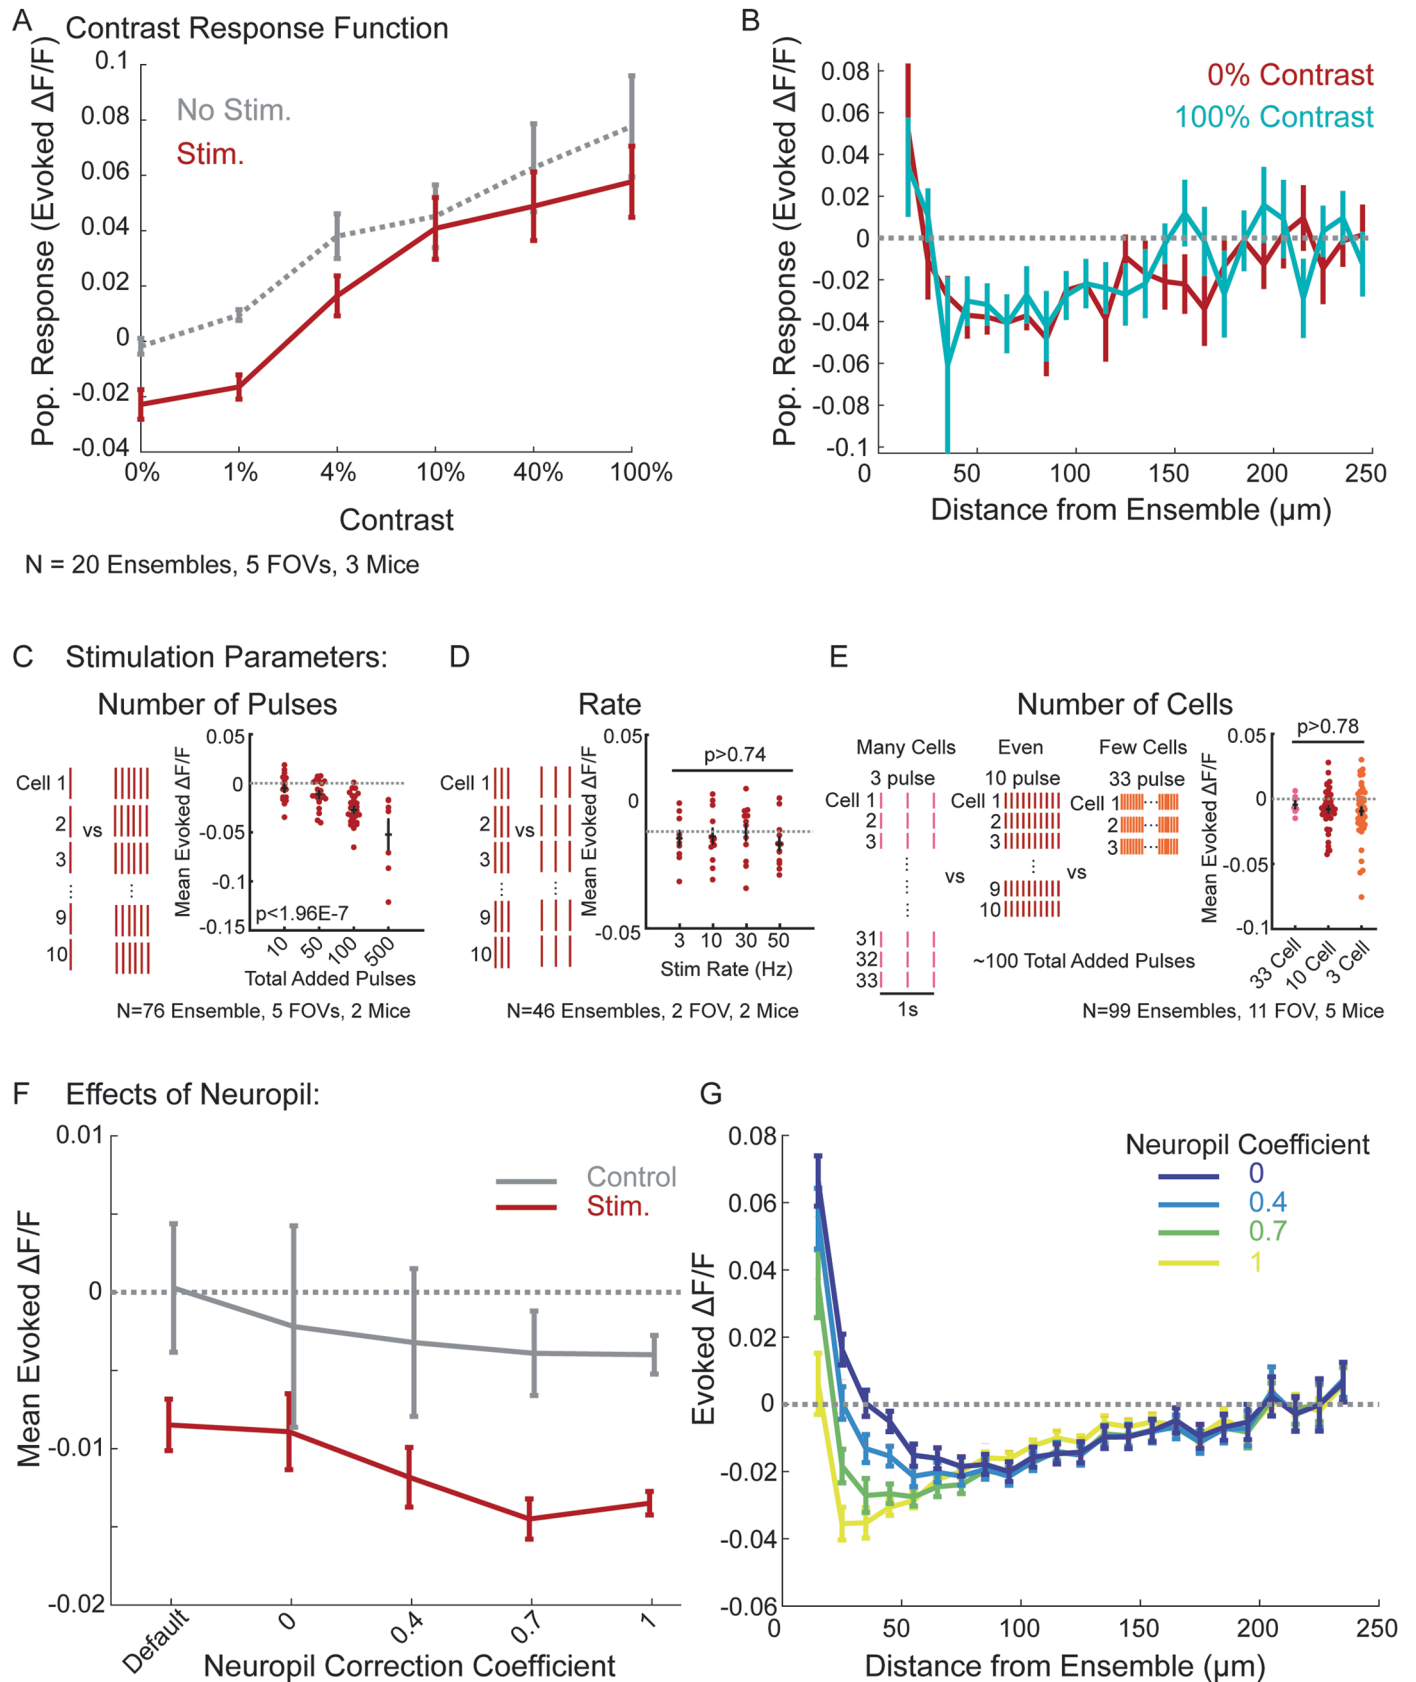 A Contrast Response Function
Pop. Response (Evoked ΔF/F)
0.1
0.08
0.06
0.04
0.02
0
-0.02
-0.04
No Stim.
Stim.
0% 1% 4% 10% 40% 100%
Contrast
N = 20 Ensembles, 5 FOVs, 3 Mice
B
Pop. Response (Evoked ΔF/F)
0.08
0.06
0.04
0.02
0
-0.02
-0.04
-0.06
-0.08
-0.1
0% Contrast
100% Contrast
0 50 100 150 200 250
Distance from Ensemble (µm)
C Stimulation Parameters:
Number of Pulses
Cell 1
2
3
9
10
vs
Mean Evoked ΔF/F
0.05
0
-0.05
-0.1
-0.15
p<1.96E-7
10 50 100 500
Total Added Pulses
N=76 Ensemble, 5 FOVs, 2 Mice
D
Rate
Cell 1
2
3
9
10
vs
Mean Evoked ΔF/F
0.05
0
-0.05
p>0.74
3 10 30 50
Stim Rate (Hz)
N=46 Ensembles, 2 FOV, 2 Mice
E
Number of Cells
Many Cells Even Few Cells
3 pulse 10 pulse 33 pulse
Cell 1
2
3
31
32
33
1s
vs
Cell 1
2
3
9
10
vs
Cell 1
2
3
~100 Total Added Pulses
Mean Evoked ΔF/F
0.05
0
-0.05
-0.1
p>0.78
33 Cell 10 Cell 3 Cell
N=99 Ensembles, 11 FOV, 5 Mice
F Effects of Neuropil:
Mean Evoked ΔF/F
0.01
0
-0.01
-0.02
Control
Stim.
Default 0 0.4 0.7 1
Neuropil Correction Coefficient
G
Evoked ΔF/F
0.08
0.06
0.04
0.02
0
-0.02
-0.04
-0.06
Neuropil Coefficient
0
0.4
0.7
1
0 50 100 150 200 250
Distance from Ensemble (µm)